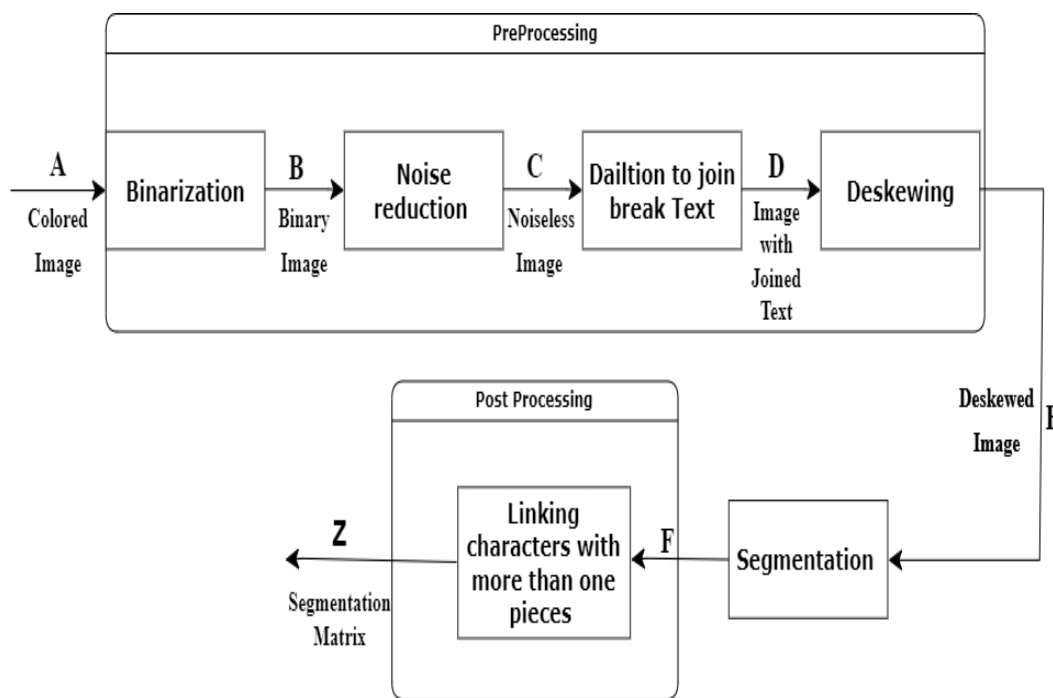 PreProcessing
A
Colored
Image
Binarization
B
Binary
Image
Noise
reduction
C
Noiseless
Image
Dailtion to join
break Text
D
Image
with
Joined
Text
Deskewing
Deskewed
Image
Segmentation
F
Post Processing
Linking
characters with
more than one
pieces
Z
Segmentation
Matrix